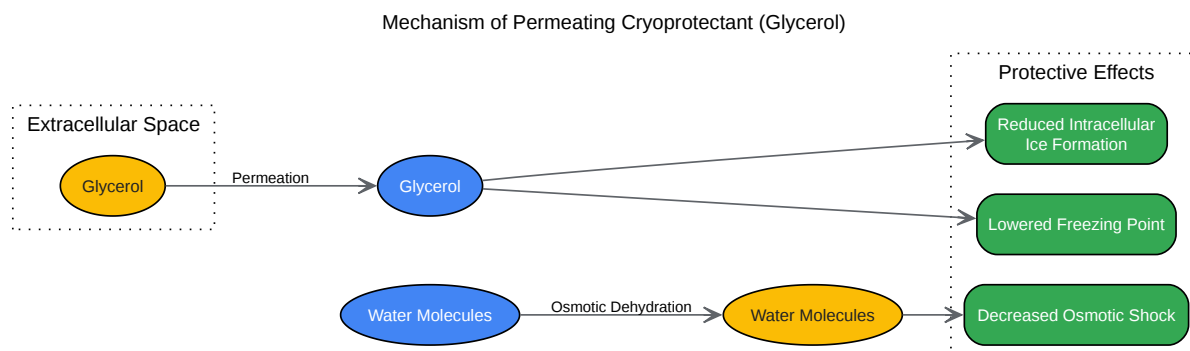 Mechanism of Permeating Cryoprotectant (Glycerol)
Protective Effects
Extracellular Space
Reduced Intracellular
Ice Formation
Glycerol
Permeation
Glycerol
Lowered Freezing Point
Water Molecules
Osmotic Dehydration
Water Molecules
Decreased Osmotic Shock